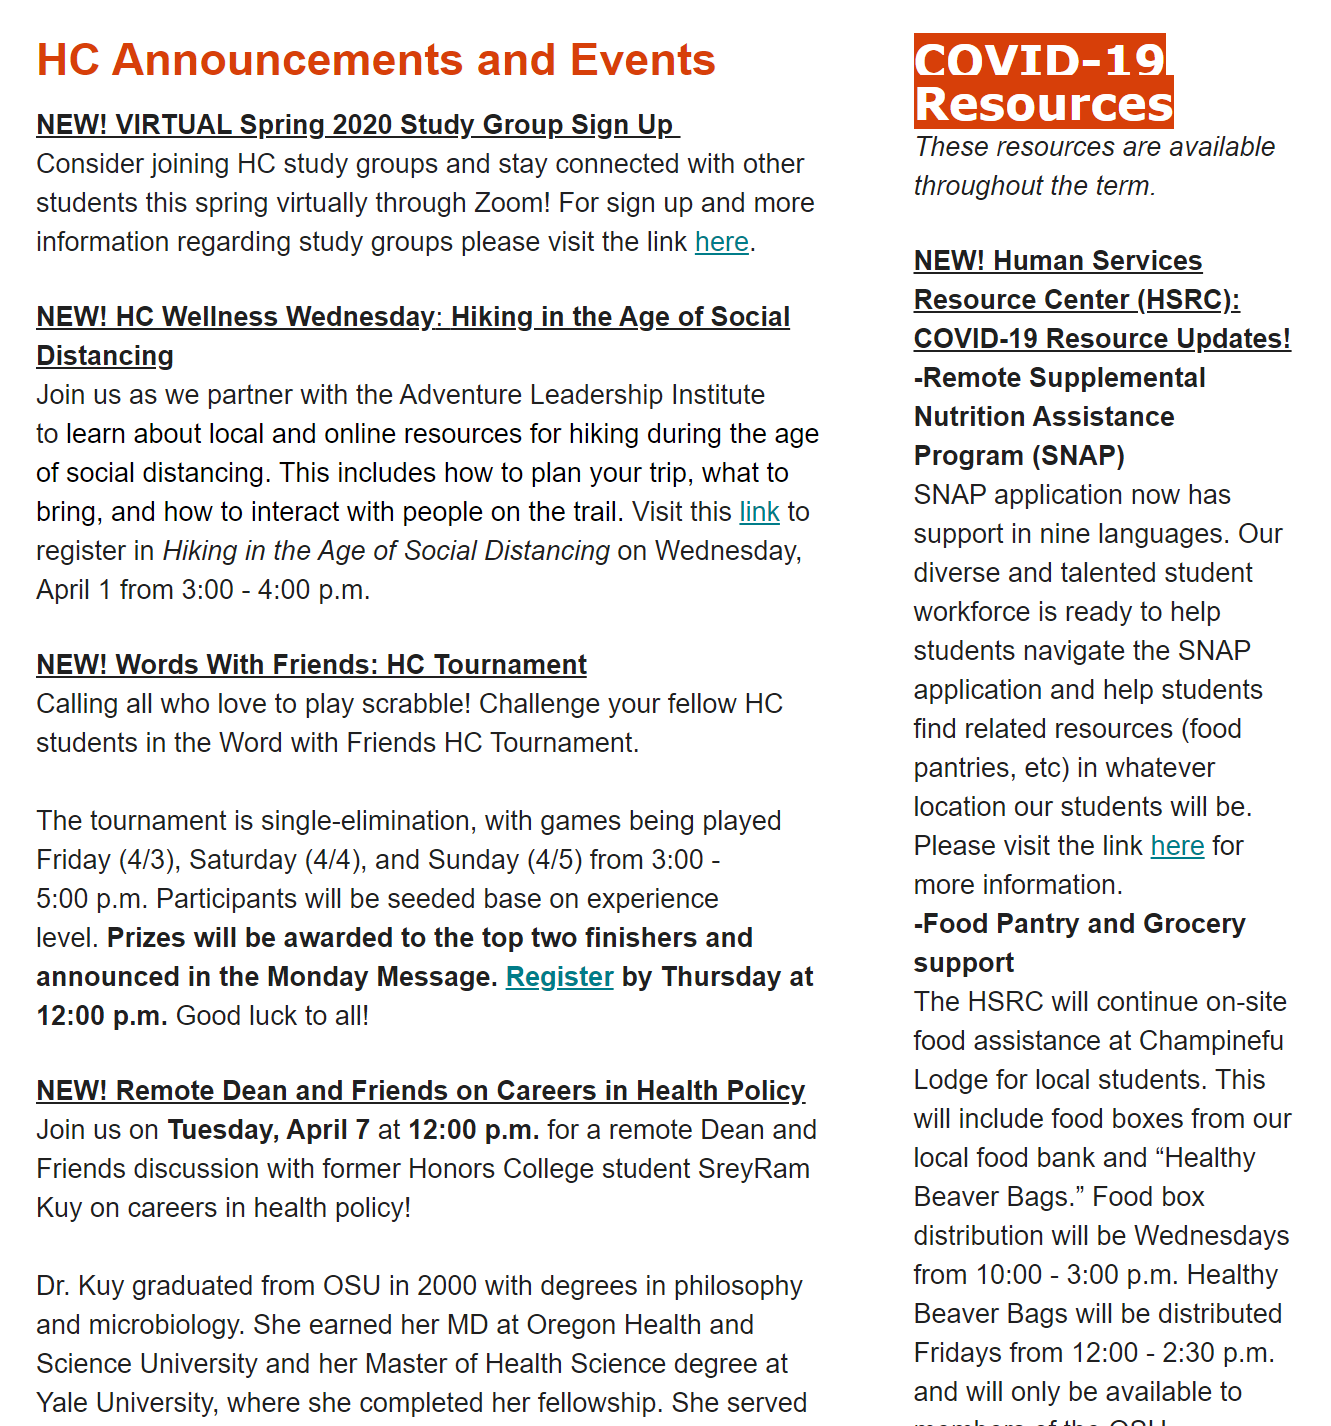 HC Announcements and Events
NEW! VIRTUAL Spring 2020 Study Group Sign Up
Consider joining HC study groups and stay connected with other
students this spring virtually through Zoom! For sign up and more
information regarding study groups please visit the link here.
NEW! HC Wellness Wednesday: Hiking in the Age of Social
Distancing
Join us as we partner with the Adventure Leadership Institute
to learn about local and online resources for hiking during the age
of social distancing. This includes how to plan your trip, what to
bring, and how to interact with people on the trail. Visit this link to
register in Hiking in the Age of Social Distancing on Wednesday,
April 1 from 3:00 - 4:00 p.m.
NEW! Words With Friends: HC Tournament
Calling all who love to play scrabble! Challenge your fellow HC
students in the Word with Friends HC Tournament.
The tournament is single-elimination, with games being played
Friday (4/3), Saturday (4/4), and Sunday (4/5) from 3:00 -
5:00 p.m. Participants will be seeded base on experience
level. Prizes will be awarded to the top two finishers and
announced in the Monday Message. Register by Thursday at
12:00 p.m. Good luck to all!
NEW! Remote Dean and Friends on Careers in Health Policy
Join us on Tuesday, April 7 at 12:00 p.m. for a remote Dean and
Friends discussion with former Honors College student SreyRam
Kuy on careers in health policy!
Dr. Kuy graduated from OSU in 2000 with degrees in philosophy
and microbiology. She earned her MD at Oregon Health and
Science University and her Master of Health Science degree at
Yale University, where she completed her fellowship. She served
COVID-19
Resources
These resources are available
throughout the term.
NEW! Human Services
Resource Center (HSRC):
COVID-19 Resource Updates!
-Remote Supplemental
Nutrition Assistance
Program (SNAP)
SNAP application now has
support in nine languages. Our
diverse and talented student
workforce is ready to help
students navigate the SNAP
application and help students
find related resources (food
pantries, etc) in whatever
location our students will be.
Please visit the link here for
more information.
-Food Pantry and Grocery
support
The HSRC will continue on-site
food assistance at Champinefu
Lodge for local students. This
will include food boxes from our
local food bank and “Healthy
Beaver Bags.” Food box
distribution will be Wednesdays
from 10:00 - 3:00 p.m. Healthy
Beaver Bags will be distributed
Fridays from 12:00 - 2:30 p.m.
and will only be available to
members of the OSU